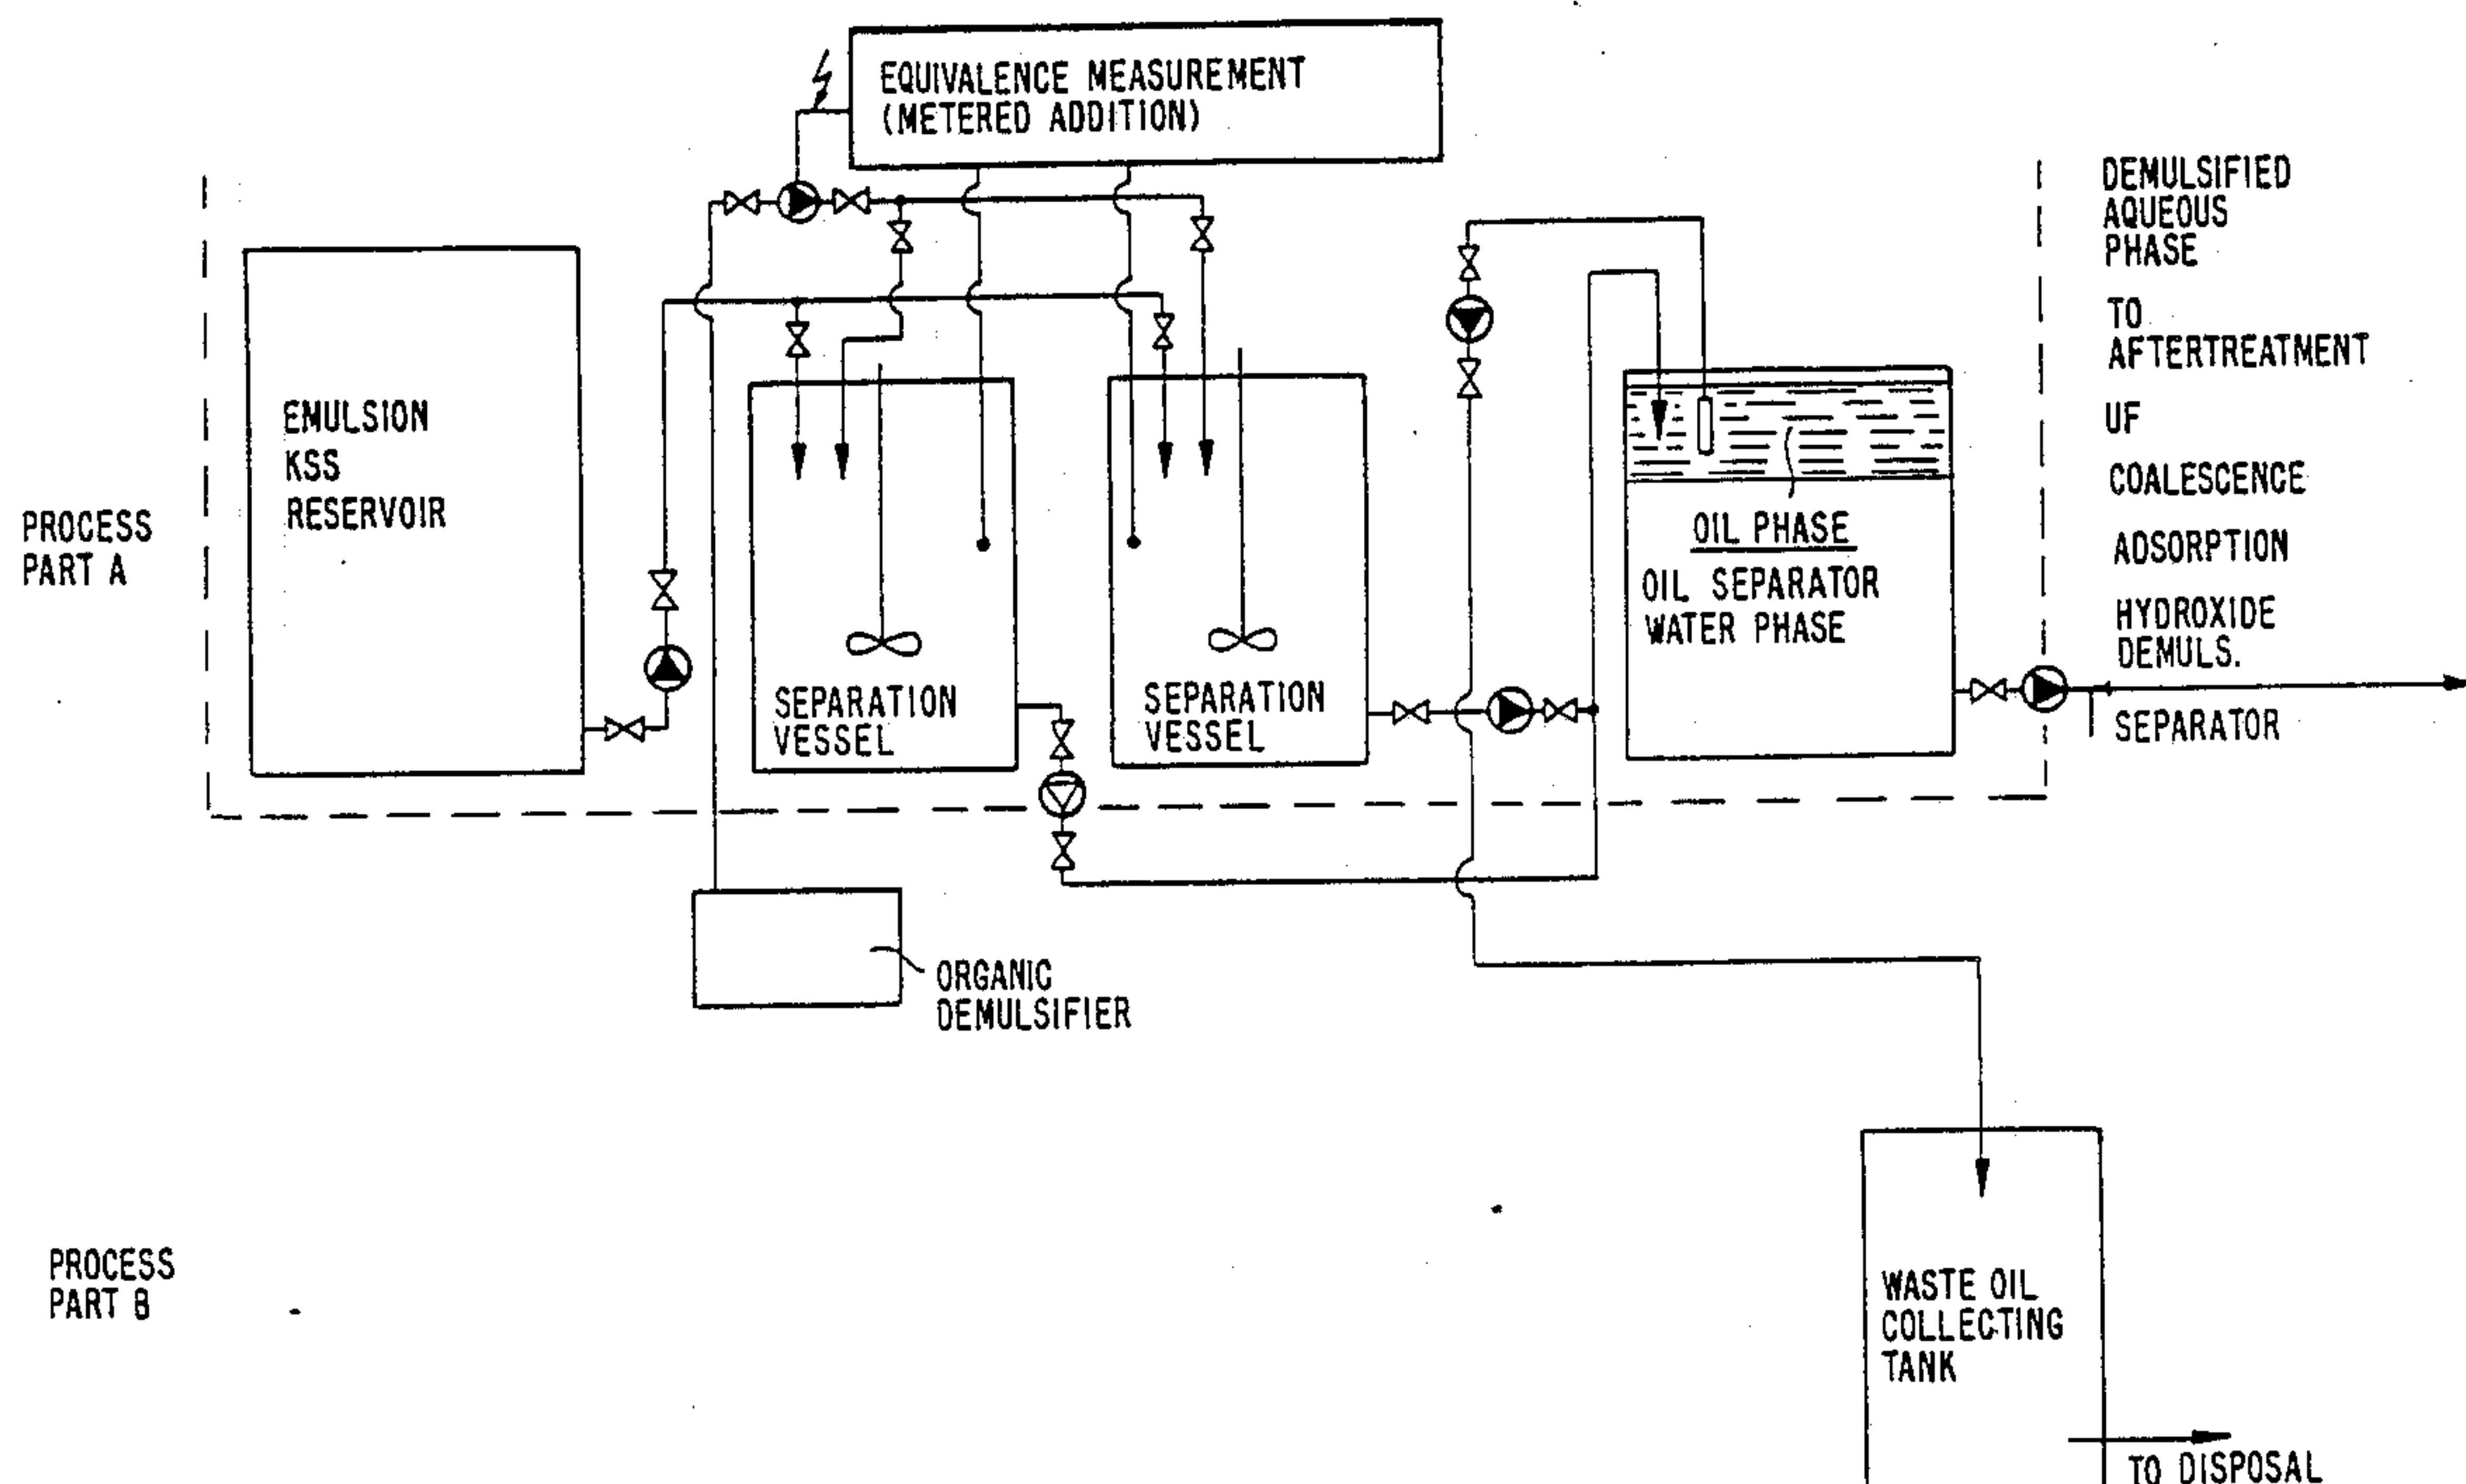 EQUIVALENCE MEASUREMENT
(METERED ADDITION)
DEMULSIFIED
AQUEOUS
PHASE
TO
AFTERTREATMENT
UF
COALESCENCE
ADSORPTION
HYDROXIDE
DEMULS.
SEPARATOR
EMULSION
KSS
RESERVOIR
PROCESS
PART A
SEPARATION
VESSEL
SEPARATION
VESSEL
OIL PHASE
OIL SEPARATOR
WATER PHASE
ORGANIC
DEMULSIFIER
PROCESS
PART B
WASTE OIL
COLLECTING
TANK
TO DISPOSAL